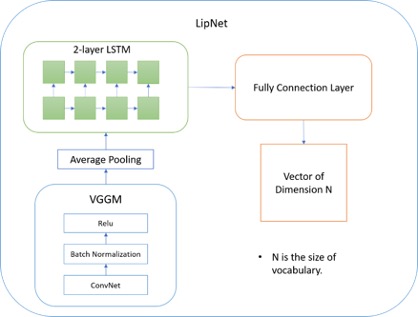 LipNet
2-layer LSTM
Fully Connection Layer
Average Pooling
VGGM
Relu
Batch Normalization
ConvNet
Vector of
Dimension N
• N is the size of
vocabulary.